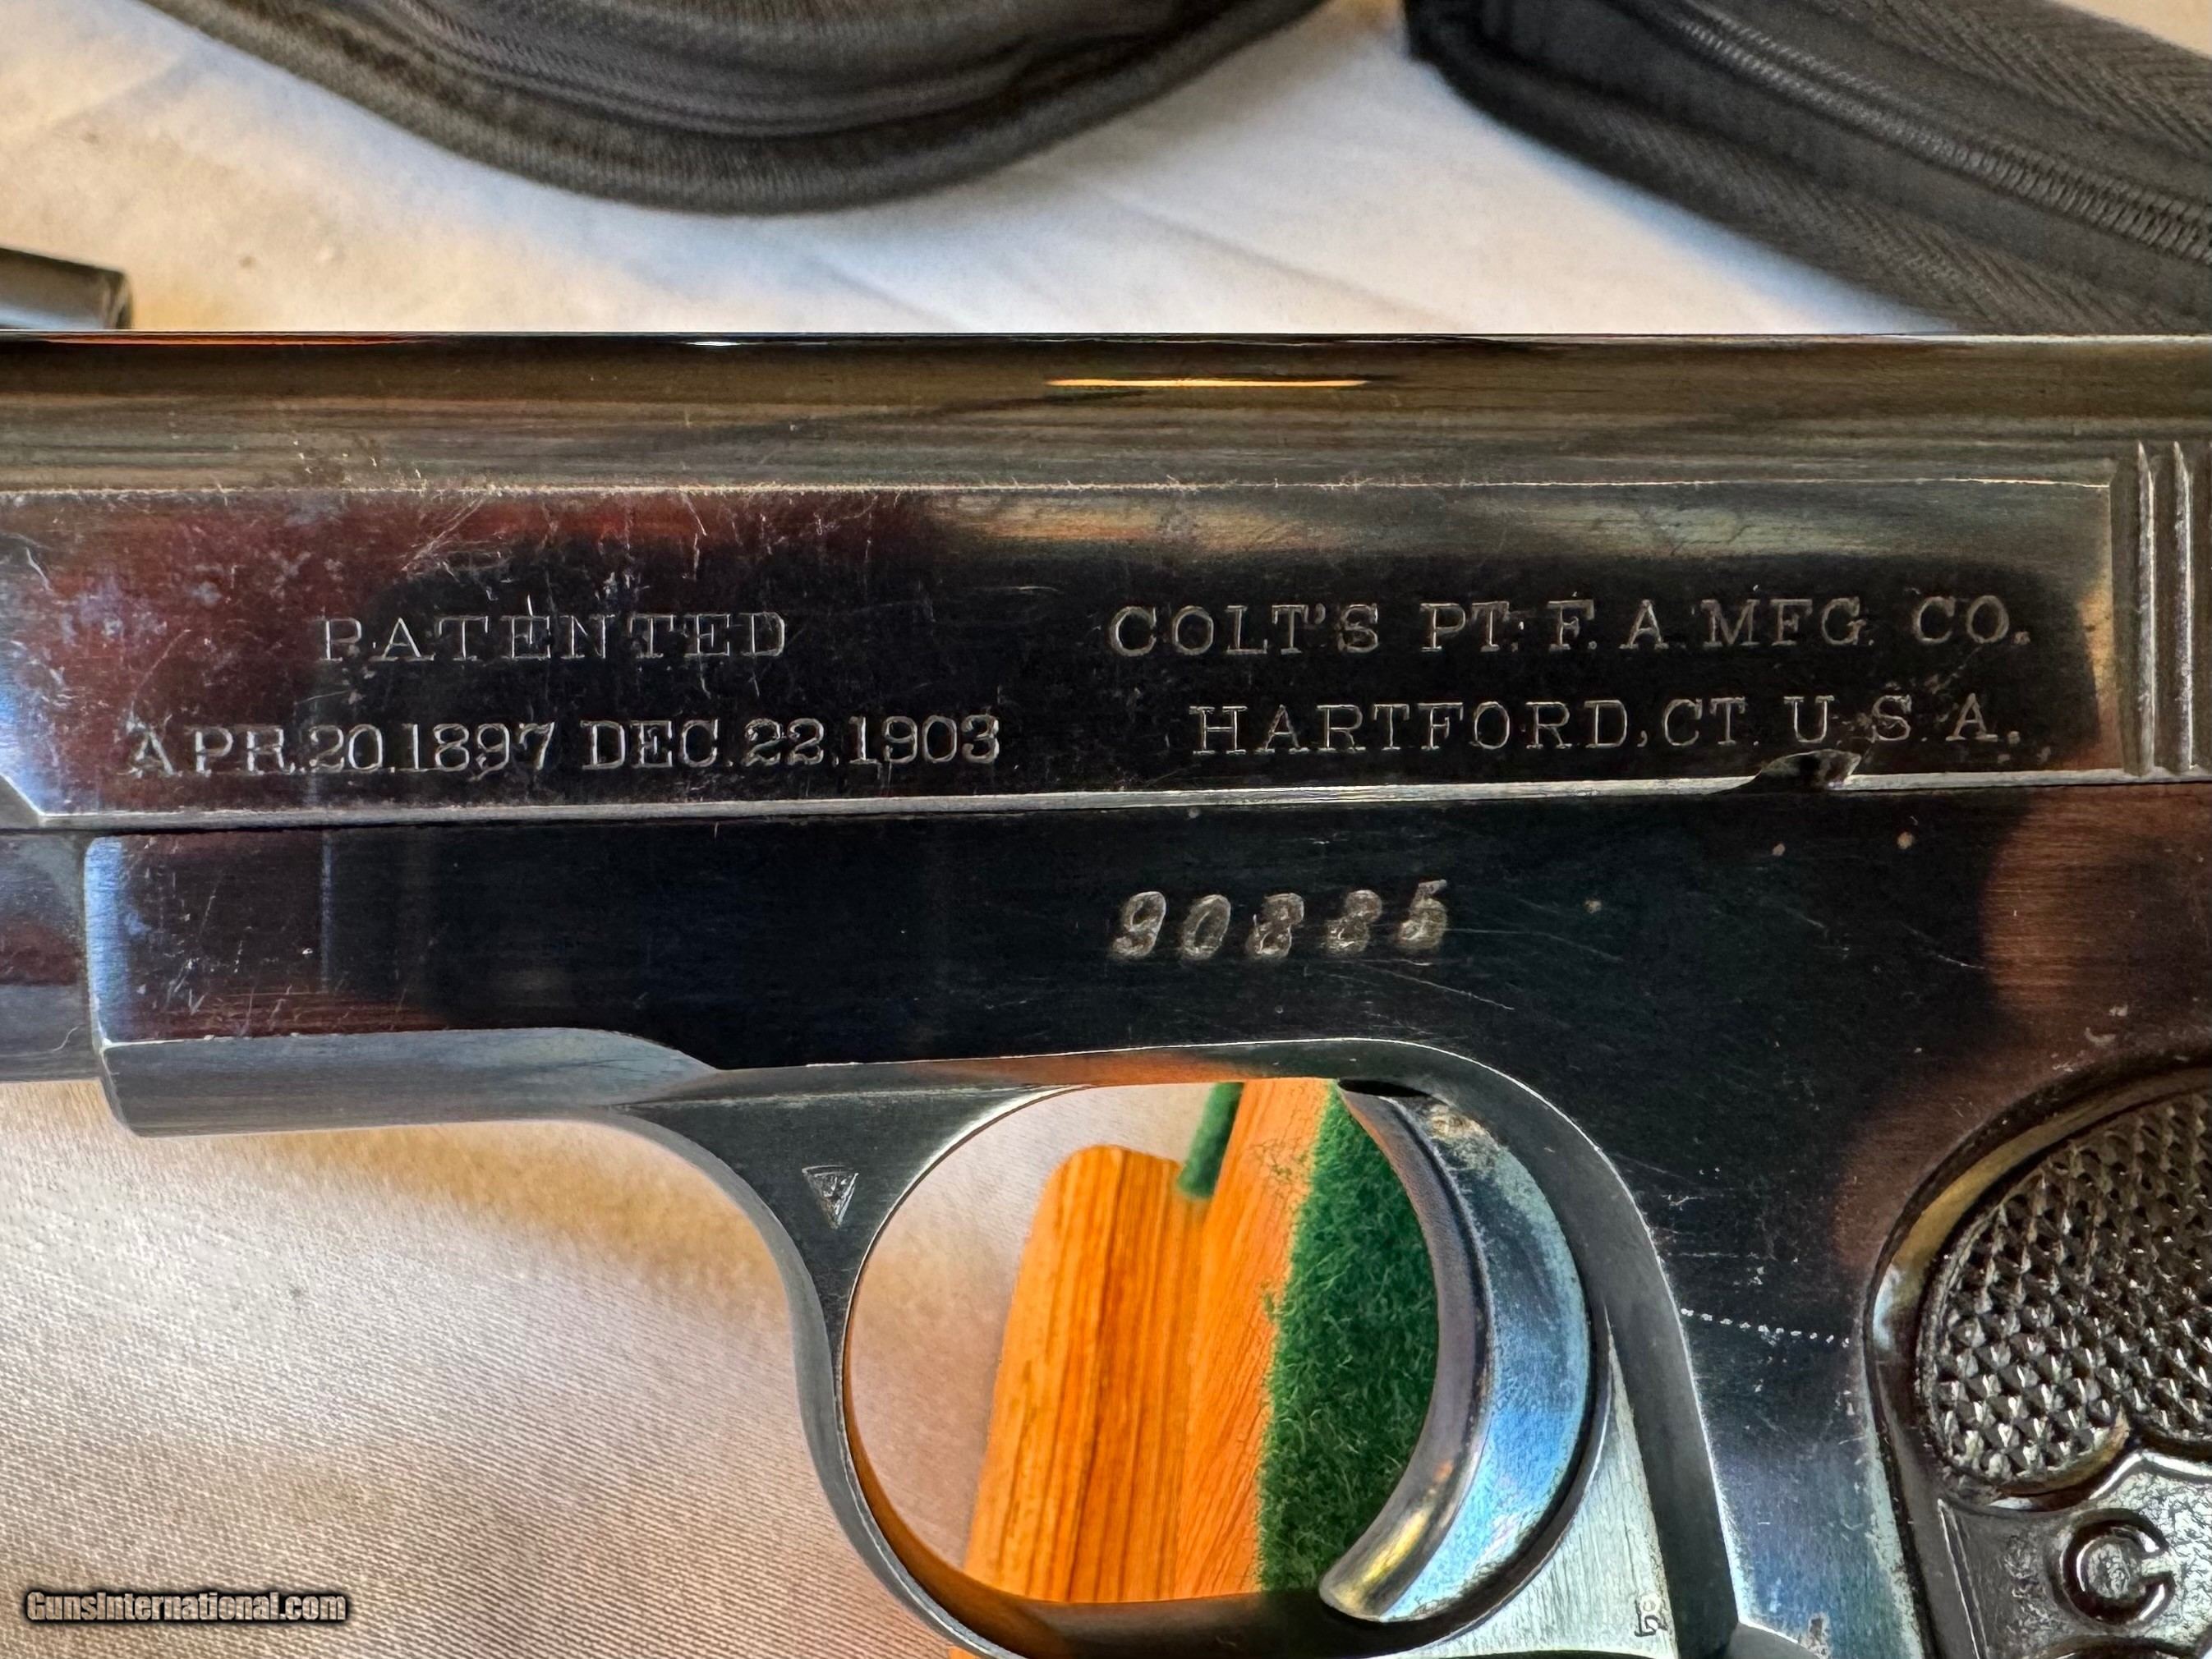 PATENTED
APR.20.1897 DEC.22.1903
COLT'S PT. F. A. MFG. CO.
HARTFORD, CT. U.S.A.
90885
C
GunsInternational.com